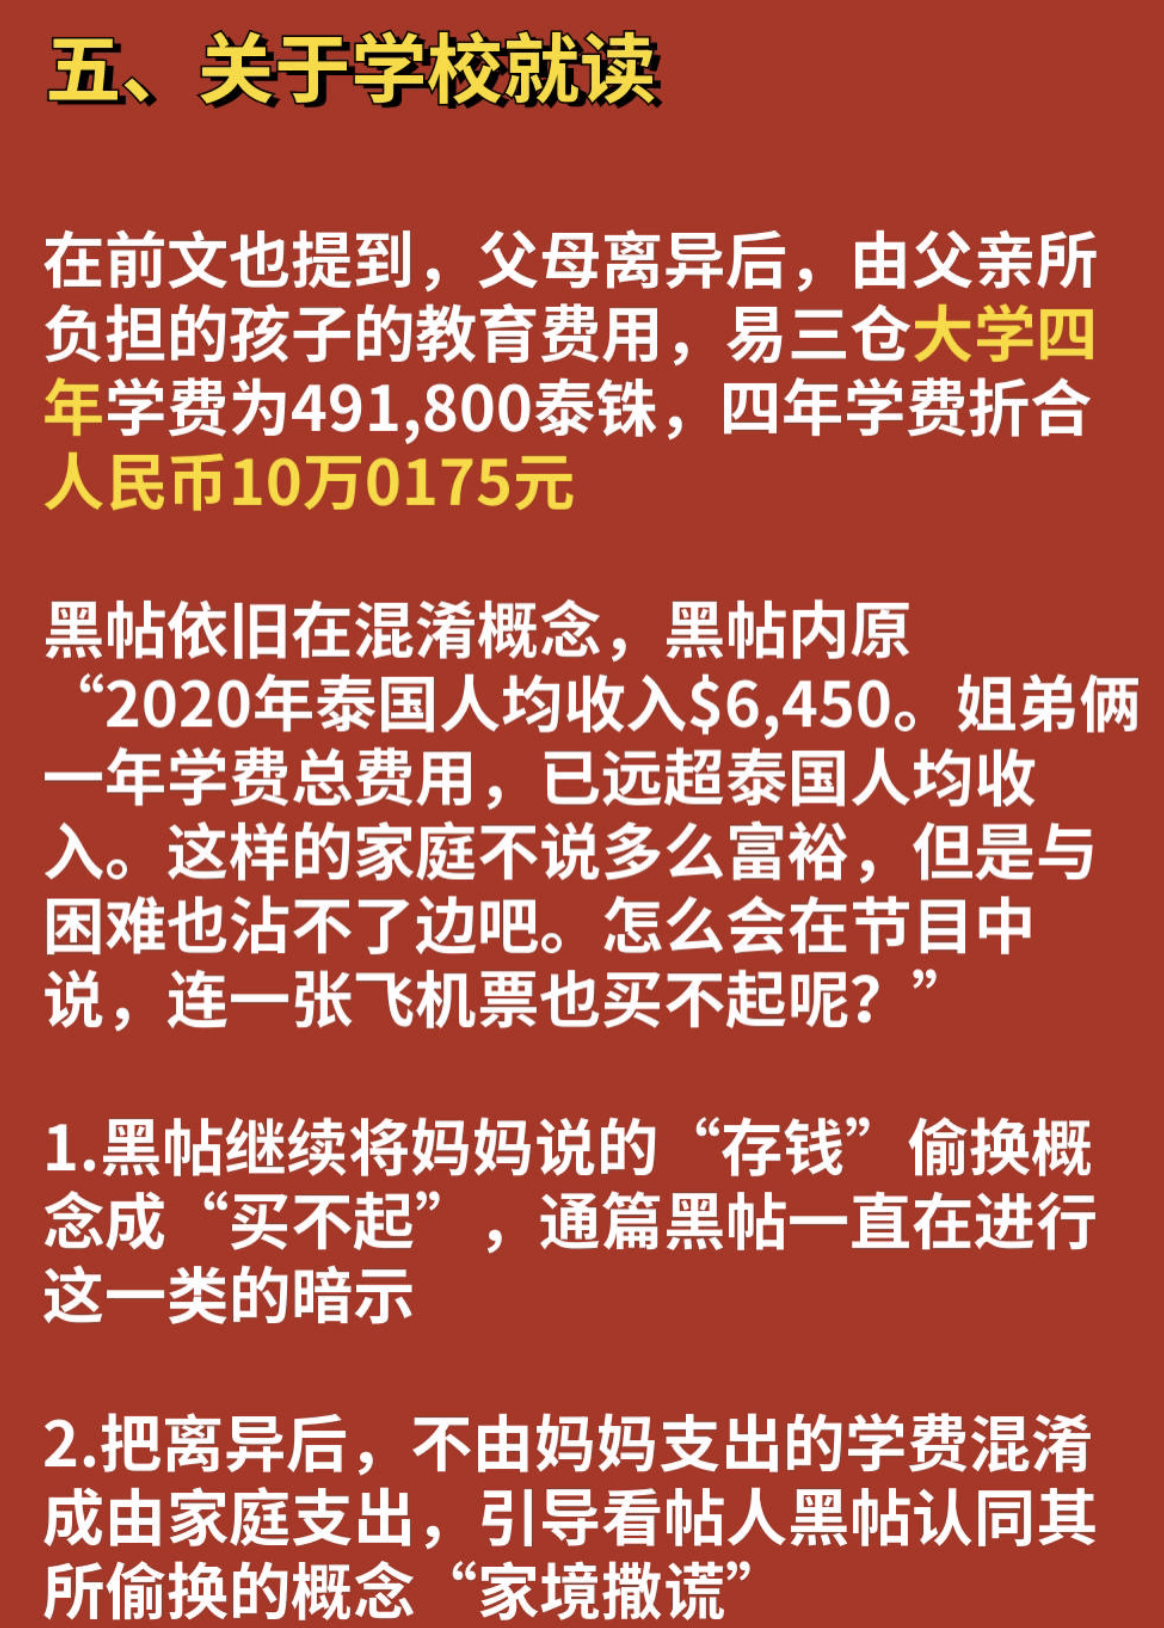 五、关于学校就读
在前文也提到，父母离异后，由父亲所
负担的孩子的教育费用，易三仓大学四
年学费为491,800泰铢，四年学费折合
人民币10万0175元
黑帖依旧在混淆概念，黑帖内原
“2020年泰国人均收入$6,450。姐弟俩
一年学费总费用，已远超泰国人均收
入。这样的家庭不说多么富裕，但是与
困难也沾不了边吧。怎么会在节目中
说，连一张飞机票也买不起呢？”
1.黑帖继续将妈妈说的“存钱”偷换概
念成“买不起”，通篇黑帖一直在进行
这一类的暗示
2.把离异后，不由妈妈支出的学费混淆
成由家庭支出，引导看帖人黑帖认同其
所偷换的概念“家境撒谎”